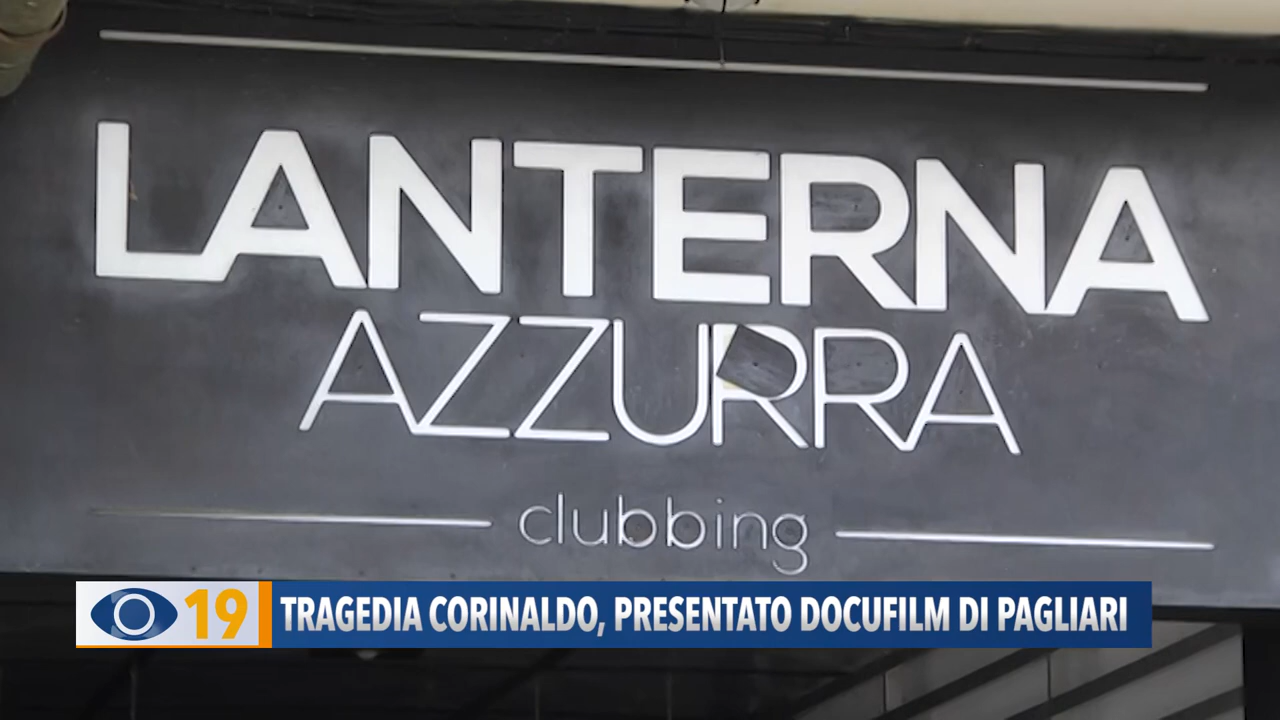 LANTERNA
AZZURRA
clubbing
19 TRAGEDIA CORINALDO, PRESENTATO DOCUFILM DI PAGLIARI